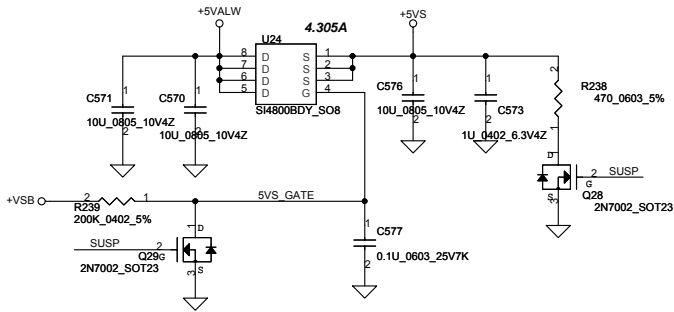 +5VALW
4.305A
+5VS
U24
8 D S 1
7 D S 2
6 D S 3
5 D G 4
SI4800BDY_SO8
1
C571
10U_0805_10V4Z
2
1
C570
10U_0805_10V4Z
2
1
C576
10U_0805_10V4Z
2
1
C573
1U_0402_6.3V4Z
2
2
R238
470_0603_5%
1
1
D
SUSP
2
G
Q28
S
3
2N7002_SOT23
+VSB
2
1
R239
200K_0402_5%
5VS_GATE
1
D
SUSP
2
G
Q29
S
3
2N7002_SOT23
1
C577
0.1U_0603_25V7K
2